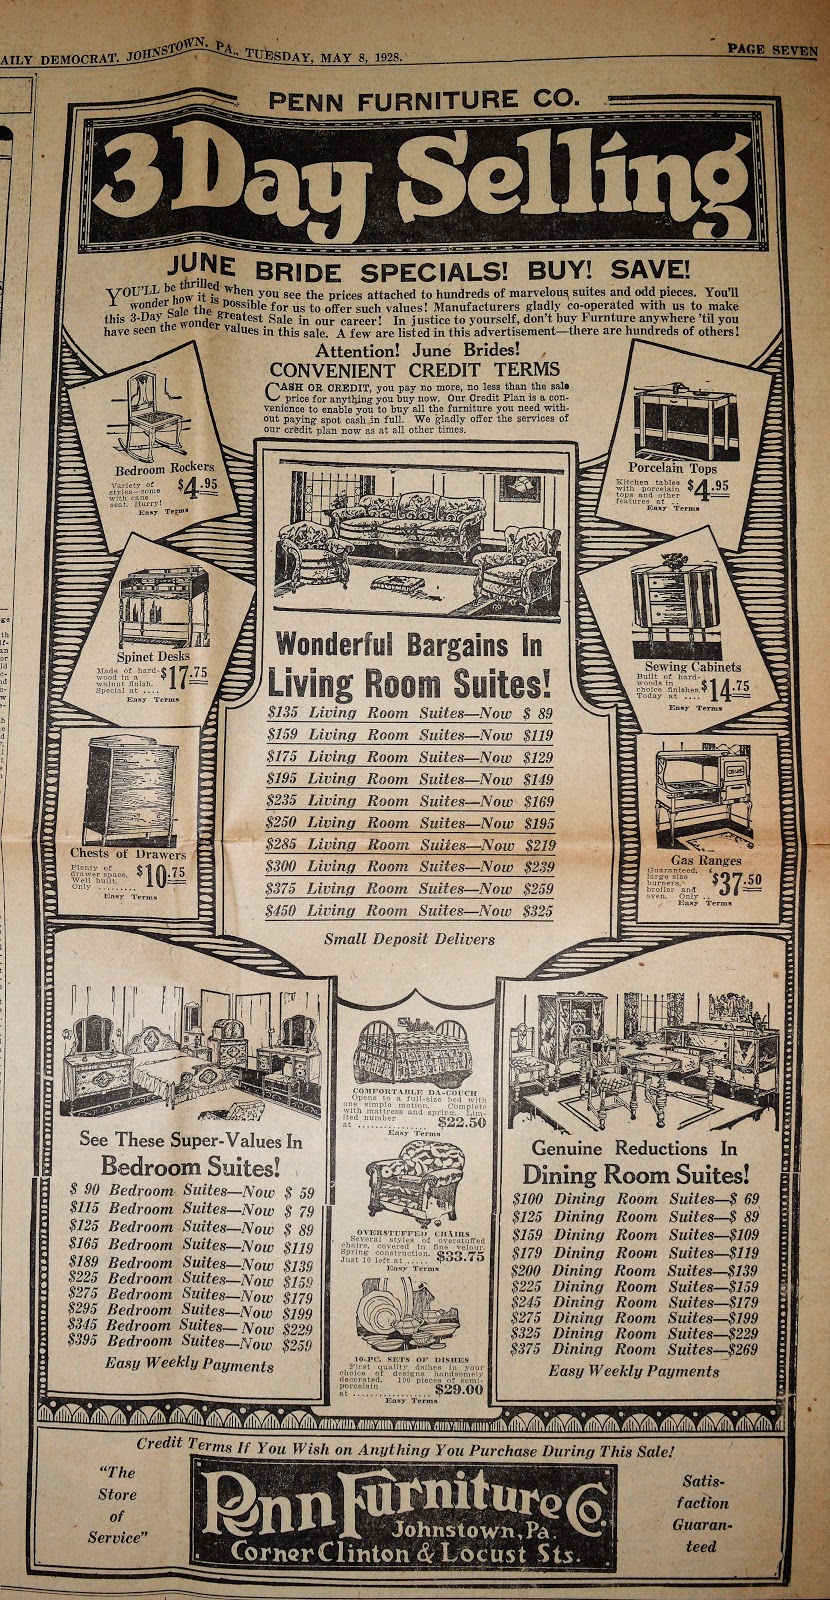 AILY DEMOCRAT, JOHNSTOWN, PA., TUESDAY, MAY 8, 1928.
PAGE SEVEN
PENN FURNITURE CO.
3 Day Selling
JUNE BRIDE SPECIALS! BUY! SAVE!
YOU'LL be thrilled when you see the prices attached to hundreds of marvelous suites and odd pieces. You'll
wonder how it is possible for us to offer such values! Manufacturers gladly co-operated with us to make
this 3-Day Sale the greatest Sale in our career! In justice to yourself, don't buy Furnture anywhere 'til you
have seen the wonder values in this sale. A few are listed in this advertisement—there are hundreds of others!
Attention! June Brides!
CONVENIENT CREDIT TERMS
CASH OR CREDIT, you pay no more, no less than the sale
price for anything you buy now. Our Credit Plan is a con-
venience to enable you to buy all the furniture you need with-
out paying spot cash in full. We gladly offer the services of
our credit plan now as at all other times.
Bedroom Rockers
Variety of
styles—some
with cane
seat. Hurry!
$4.95
Easy Terms
Porcelain Tops
Kitchen tables
with porcelain
tops and other
features at ..
$4.95
Easy Terms
Spinet Desks
Made of hard-
wood in a
walnut finish.
Special at ....
$17.75
Easy Terms
Sewing Cabinets
Built of hard-
woods in
choice finishes.
Today at ....
$14.75
Easy Terms
Chests of Drawers
Plenty of
drawer space.
Well built.
Only .........
$10.75
Easy Terms
Gas Ranges
Guaranteed,
large size
burners,
broiler and
oven. Only ..
$37.50
Easy Terms
Wonderful Bargains In
Living Room Suites!
$135 Living Room Suites—Now $ 89
$159 Living Room Suites—Now $119
$175 Living Room Suites—Now $129
$195 Living Room Suites—Now $149
$235 Living Room Suites—Now $169
$250 Living Room Suites—Now $195
$285 Living Room Suites—Now $219
$300 Living Room Suites—Now $239
$375 Living Room Suites—Now $259
$450 Living Room Suites—Now $325
Small Deposit Delivers
See These Super-Values In
Bedroom Suites!
$ 90 Bedroom Suites—Now $ 59
$115 Bedroom Suites—Now $ 79
$125 Bedroom Suites—Now $ 89
$165 Bedroom Suites—Now $119
$189 Bedroom Suites—Now $139
$225 Bedroom Suites—Now $159
$275 Bedroom Suites—Now $179
$295 Bedroom Suites—Now $199
$345 Bedroom Suites—Now $229
$395 Bedroom Suites—Now $259
Easy Weekly Payments
COMFORTABLE DA-COUCH
Opens to a full-size bed with
one simple motion. Complete
with mattress and spring. Lim-
ited number
at .................. $22.50
Easy Terms
OVERSTUFFED CHAIRS
Several styles of overstuffed
chairs, covered in fine velour.
Spring construction.
Just 10 left at ..... $33.75
Easy Terms
10-PC. SETS OF DISHES
First quality dsihes in your
choice of designs handsomely
decorated. 100 pieces of semi-
porcelain
at .................. $29.00
Easy Terms
Genuine Reductions In
Dining Room Suites!
$100 Dining Room Suites—$ 69
$125 Dining Room Suites—$ 89
$159 Dining Room Suites—$109
$179 Dining Room Suites—$119
$200 Dining Room Suites—$139
$225 Dining Room Suites—$159
$245 Dining Room Suites—$179
$275 Dining Room Suites—$199
$325 Dining Room Suites—$229
$375 Dining Room Suites—$269
Easy Weekly Payments
Credit Terms If You Wish on Anything You Purchase During This Sale!
"The
Store
of
Service"
Penn Furniture Co.
Johnstown, Pa.
Corner Clinton & Locust Sts.
Satis-
faction
Guaran-
teed